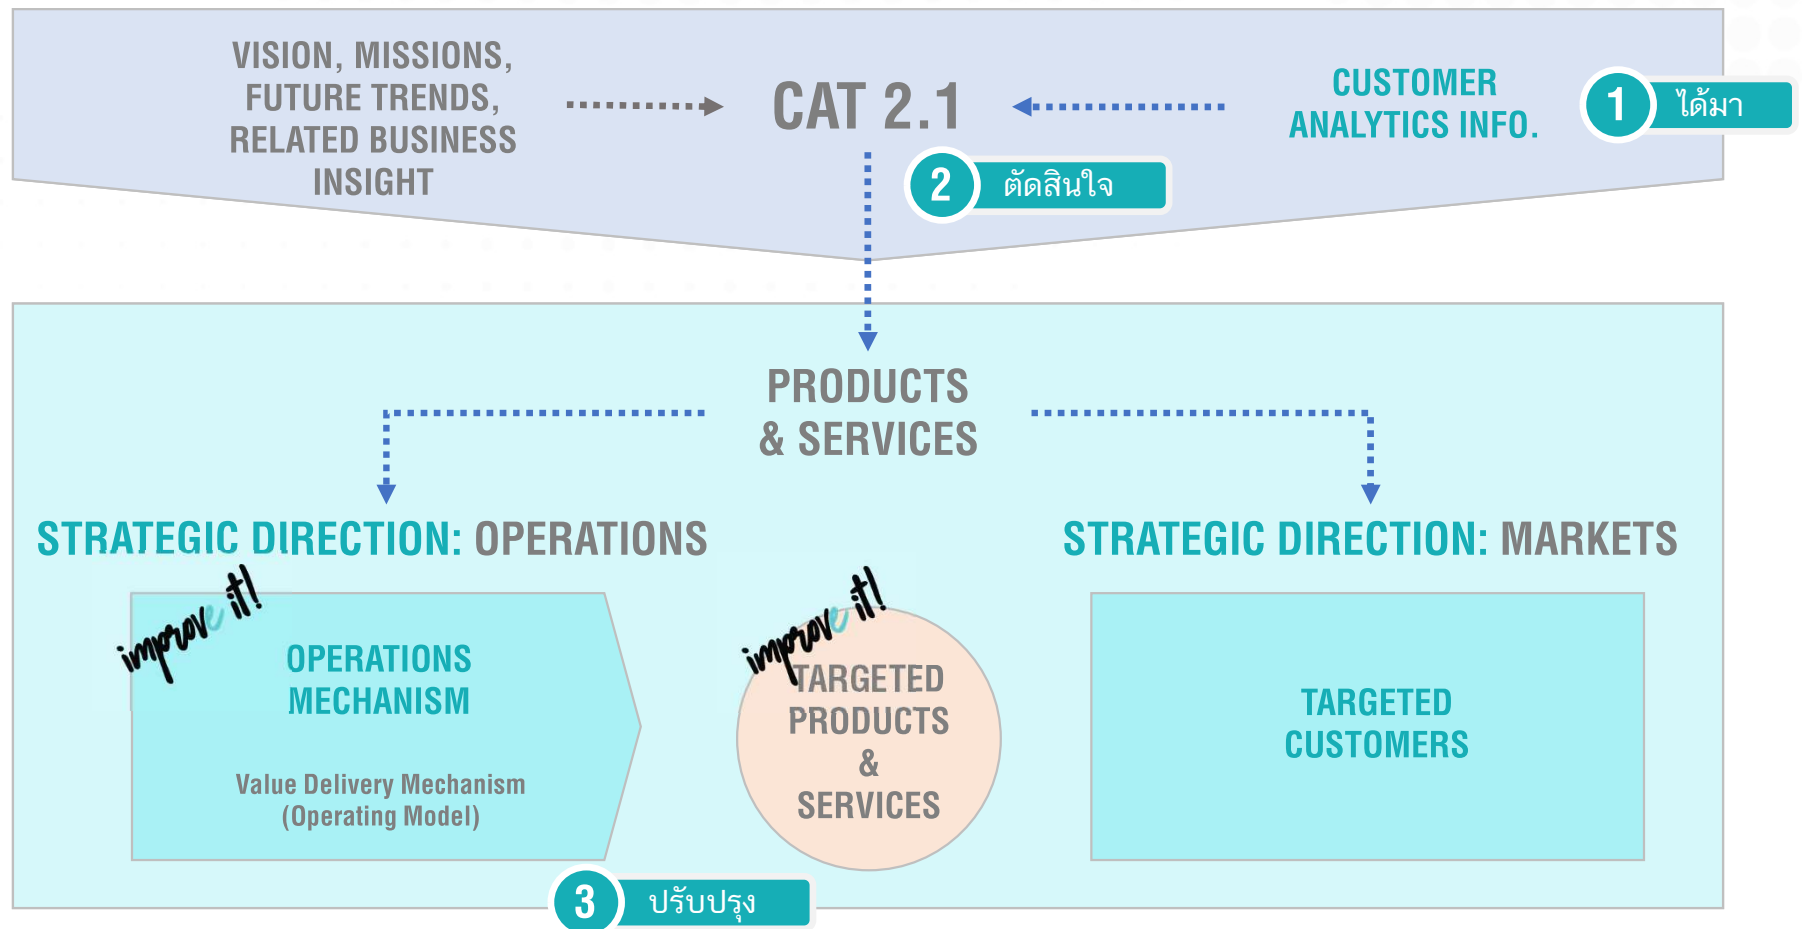 VISION, MISSIONS,
FUTURE TRENDS,
RELATED BUSINESS
INSIGHT
CAT 2.1
CUSTOMER
ANALYTICS INFO.
1 ได้มา
2 ตัดสินใจ
PRODUCTS
& SERVICES
STRATEGIC DIRECTION: OPERATIONS
STRATEGIC DIRECTION: MARKETS
improve it!
OPERATIONS
MECHANISM
Value Delivery Mechanism
(Operating Model)
improve it!
TARGETED
PRODUCTS
&
SERVICES
TARGETED
CUSTOMERS
3 ปรับปรุง